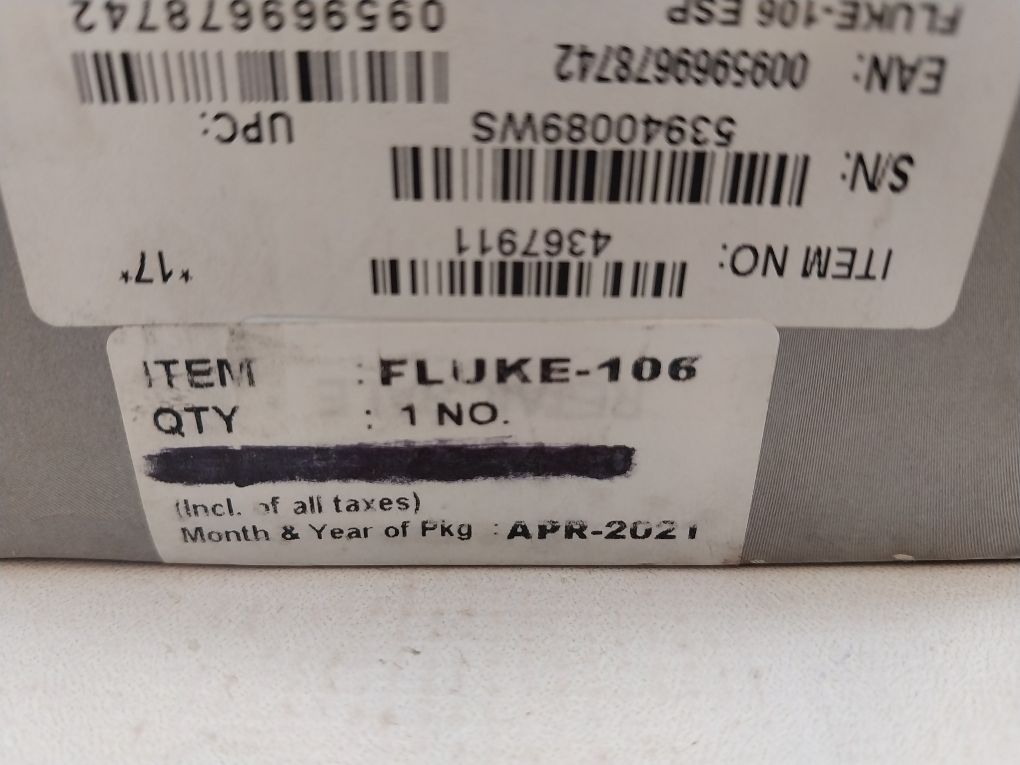 ITEM NO: 4367911 *17*
S/N: 53940089WS UPC:
EAN: 0095969678742
FLUKE-106 ESP 095969678742
ITEM : FLUKE-106
QTY : 1 NO.
(Incl. of all taxes)
Month & Year of Pkg : APR-2021